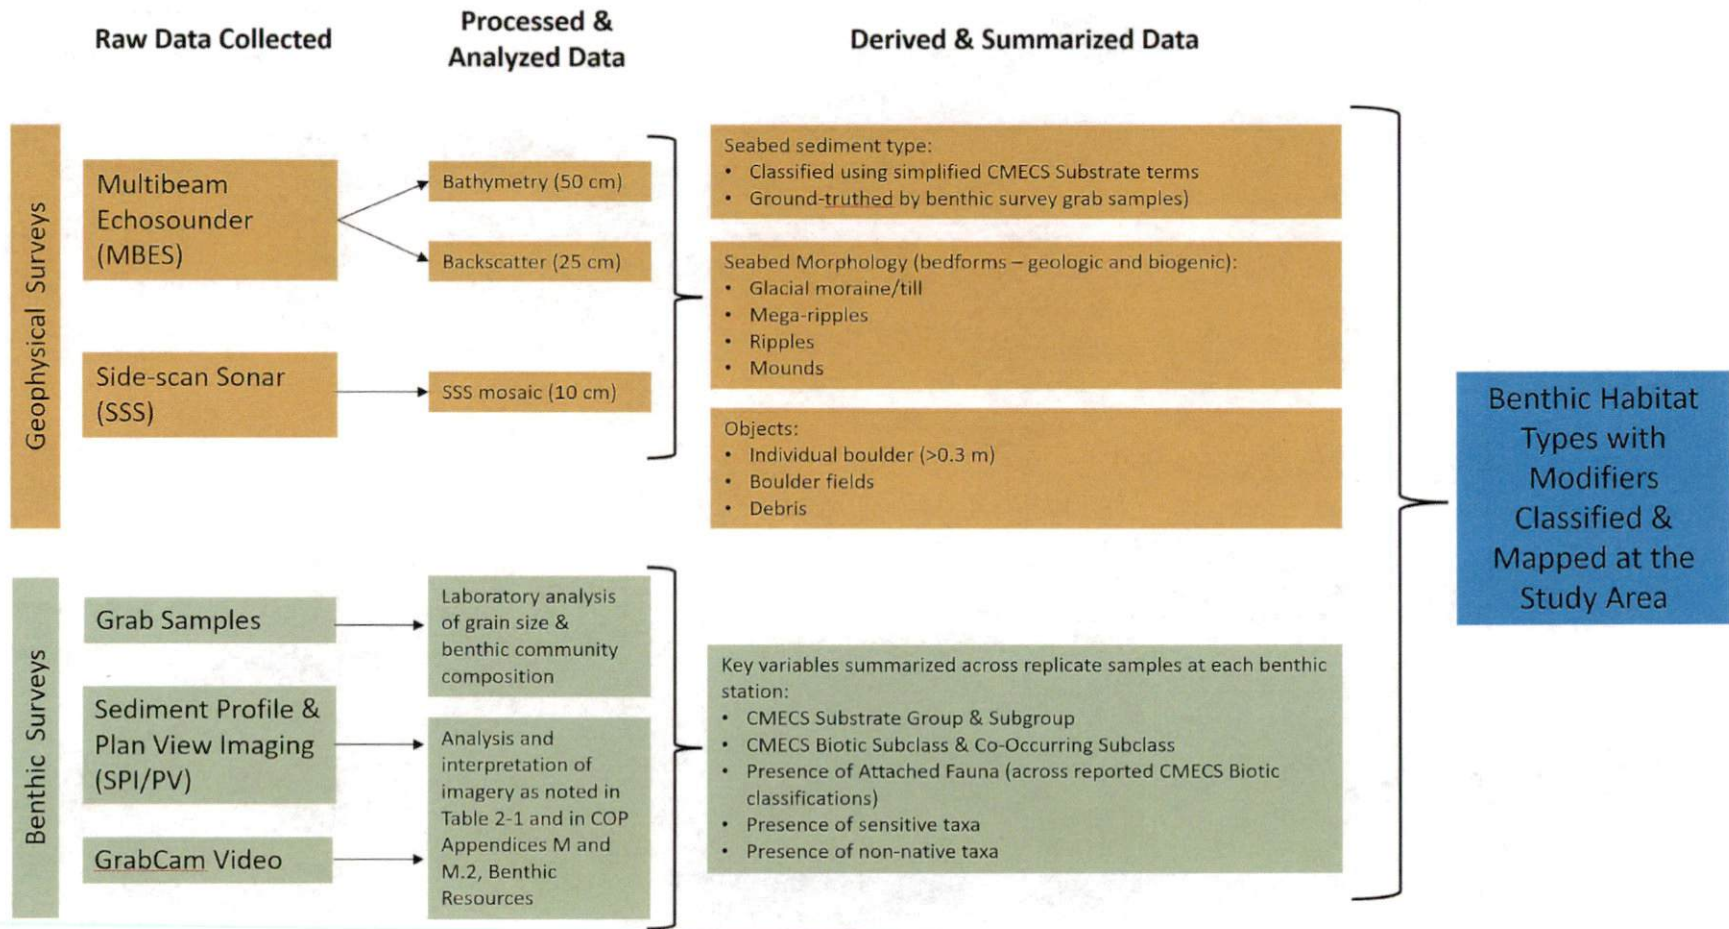 Raw Data Collected
Processed &
Analyzed Data
Derived & Summarized Data
Geophysical Surveys
Multibeam
Echosounder
(MBES)
Bathymetry (50 cm)
Backscatter (25 cm)
Side-scan Sonar
(SSS)
SSS mosaic (10 cm)
Seabed sediment type:
• Classified using simplified CMECS Substrate terms
• Ground-truthed by benthic survey grab samples)
Seabed Morphology (bedforms – geologic and biogenic):
• Glacial moraine/till
• Mega-ripples
• Ripples
• Mounds
Objects:
• Individual boulder (>0.3 m)
• Boulder fields
• Debris
Benthic Surveys
Grab Samples
Laboratory analysis
of grain size &
benthic community
composition
Sediment Profile &
Plan View Imaging
(SPI/PV)
GrabCam Video
Analysis and
interpretation of
imagery as noted in
Table 2-1 and in COP
Appendices M and
M.2, Benthic
Resources
Key variables summarized across replicate samples at each benthic
station:
• CMECS Substrate Group & Subgroup
• CMECS Biotic Subclass & Co-Occurring Subclass
• Presence of Attached Fauna (across reported CMECS Biotic
classifications)
• Presence of sensitive taxa
• Presence of non-native taxa
Benthic Habitat
Types with
Modifiers
Classified &
Mapped at the
Study Area